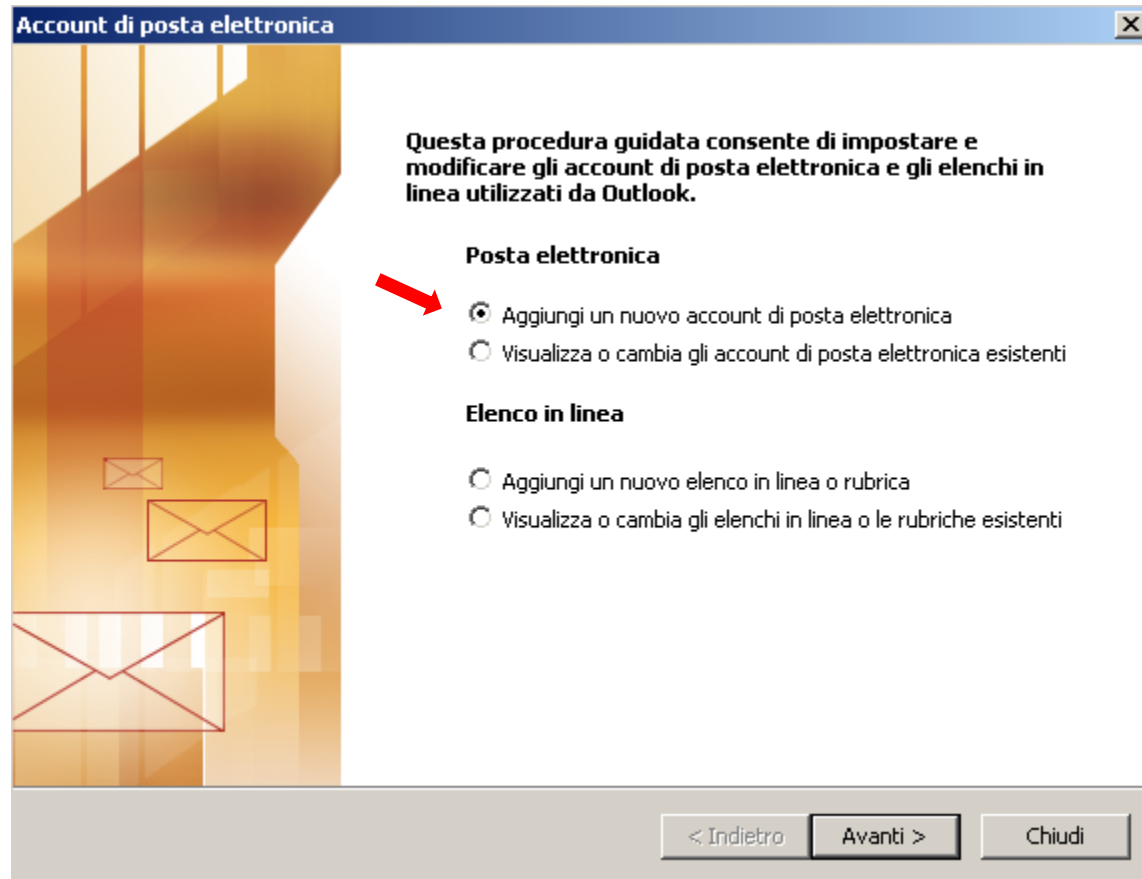 Account di posta elettronica
Questa procedura guidata consente di impostare e
modificare gli account di posta elettronica e gli elenchi in
linea utilizzati da Outlook.
Posta elettronica
Aggiungi un nuovo account di posta elettronica
Visualizza o cambia gli account di posta elettronica esistenti
Elenco in linea
Aggiungi un nuovo elenco in linea o rubrica
Visualizza o cambia gli elenchi in linea o le rubriche esistenti
< Indietro
Avanti >
Chiudi